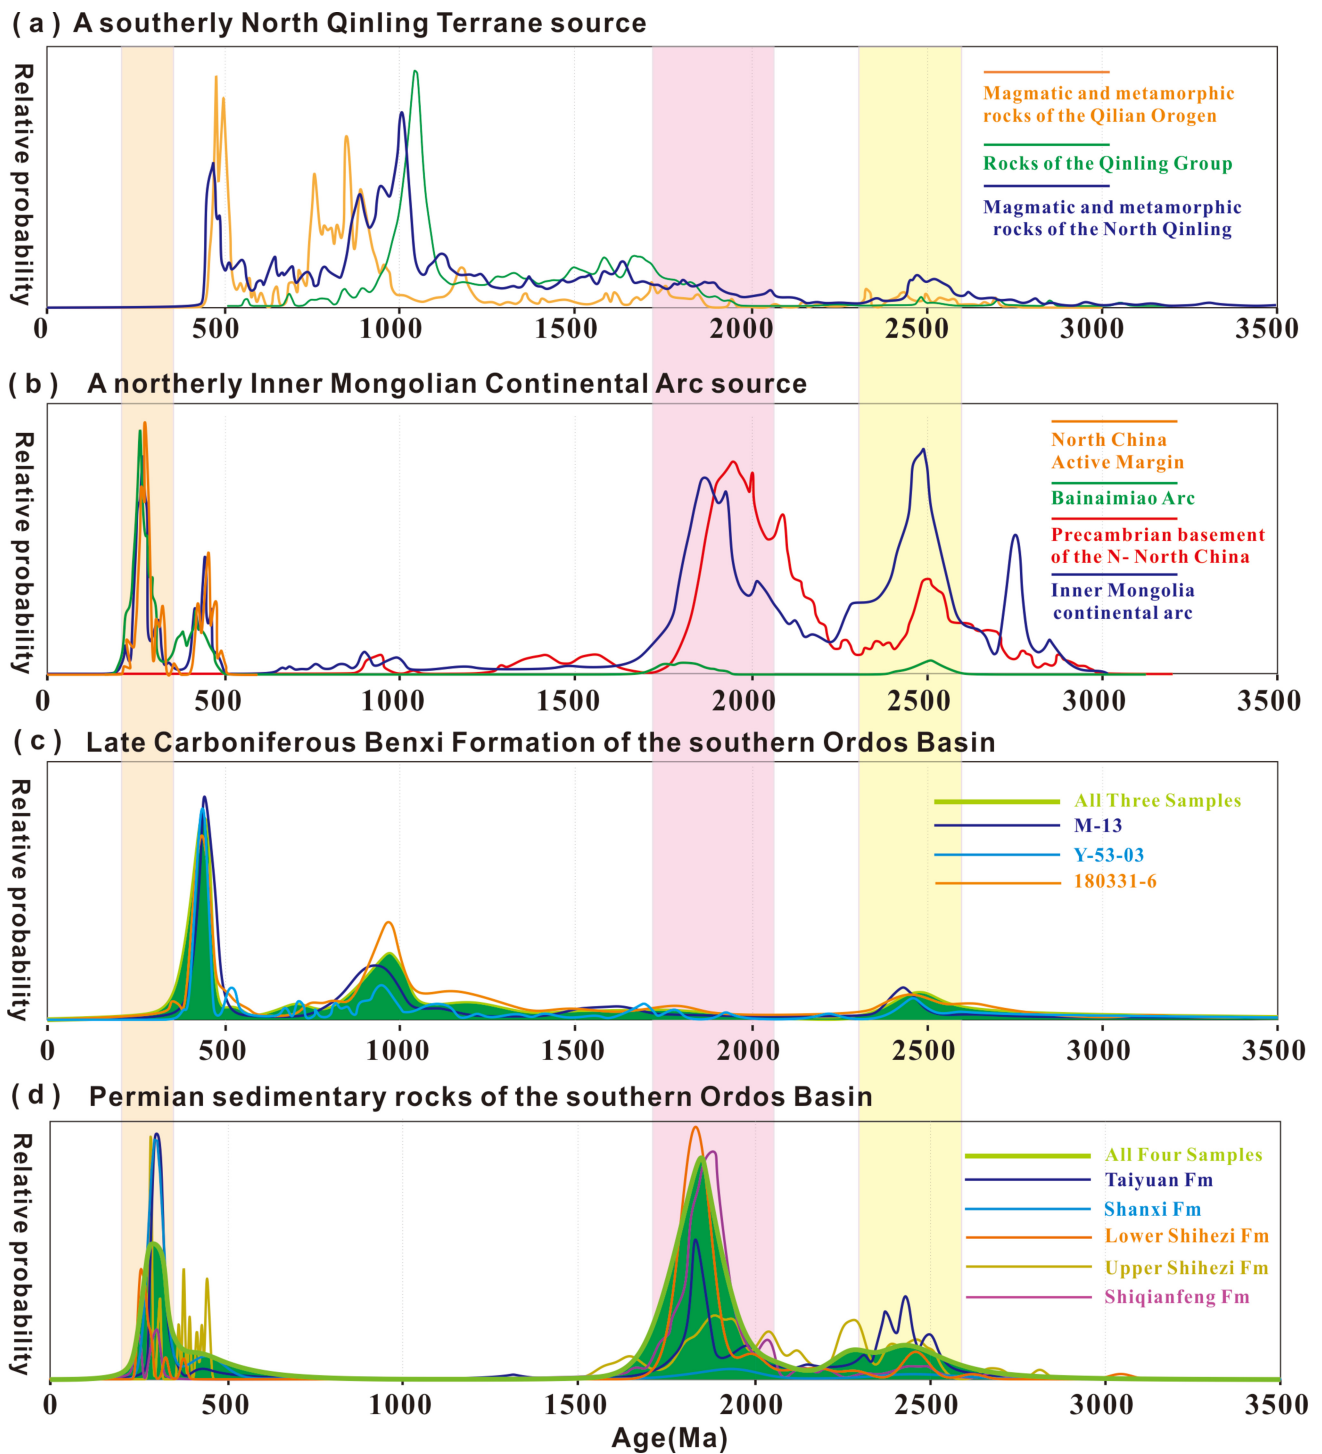 ( a ) A southerly North Qinling Terrane source
Relative probability
Magmatic and metamorphic
rocks of the Qilian Orogen
Rocks of the Qinling Group
Magmatic and metamorphic
rocks of the North Qinling
0 500 1000 1500 2000 2500 3000 3500
( b ) A northerly Inner Mongolian Continental Arc source
Relative probability
North China
Active Margin
Bainaimiao Arc
Precambrian basement
of the N- North China
Inner Mongolia
continental arc
0 500 1000 1500 2000 2500 3000 3500
( c ) Late Carboniferous Benxi Formation of the southern Ordos Basin
Relative probability
All Three Samples
M-13
Y-53-03
180331-6
0 500 1000 1500 2000 2500 3000 3500
( d ) Permian sedimentary rocks of the southern Ordos Basin
Relative probability
All Four Samples
Taiyuan Fm
Shanxi Fm
Lower Shihezi Fm
Upper Shihezi Fm
Shiqianfeng Fm
0 500 1000 1500 2000 2500 3000 3500
Age(Ma)